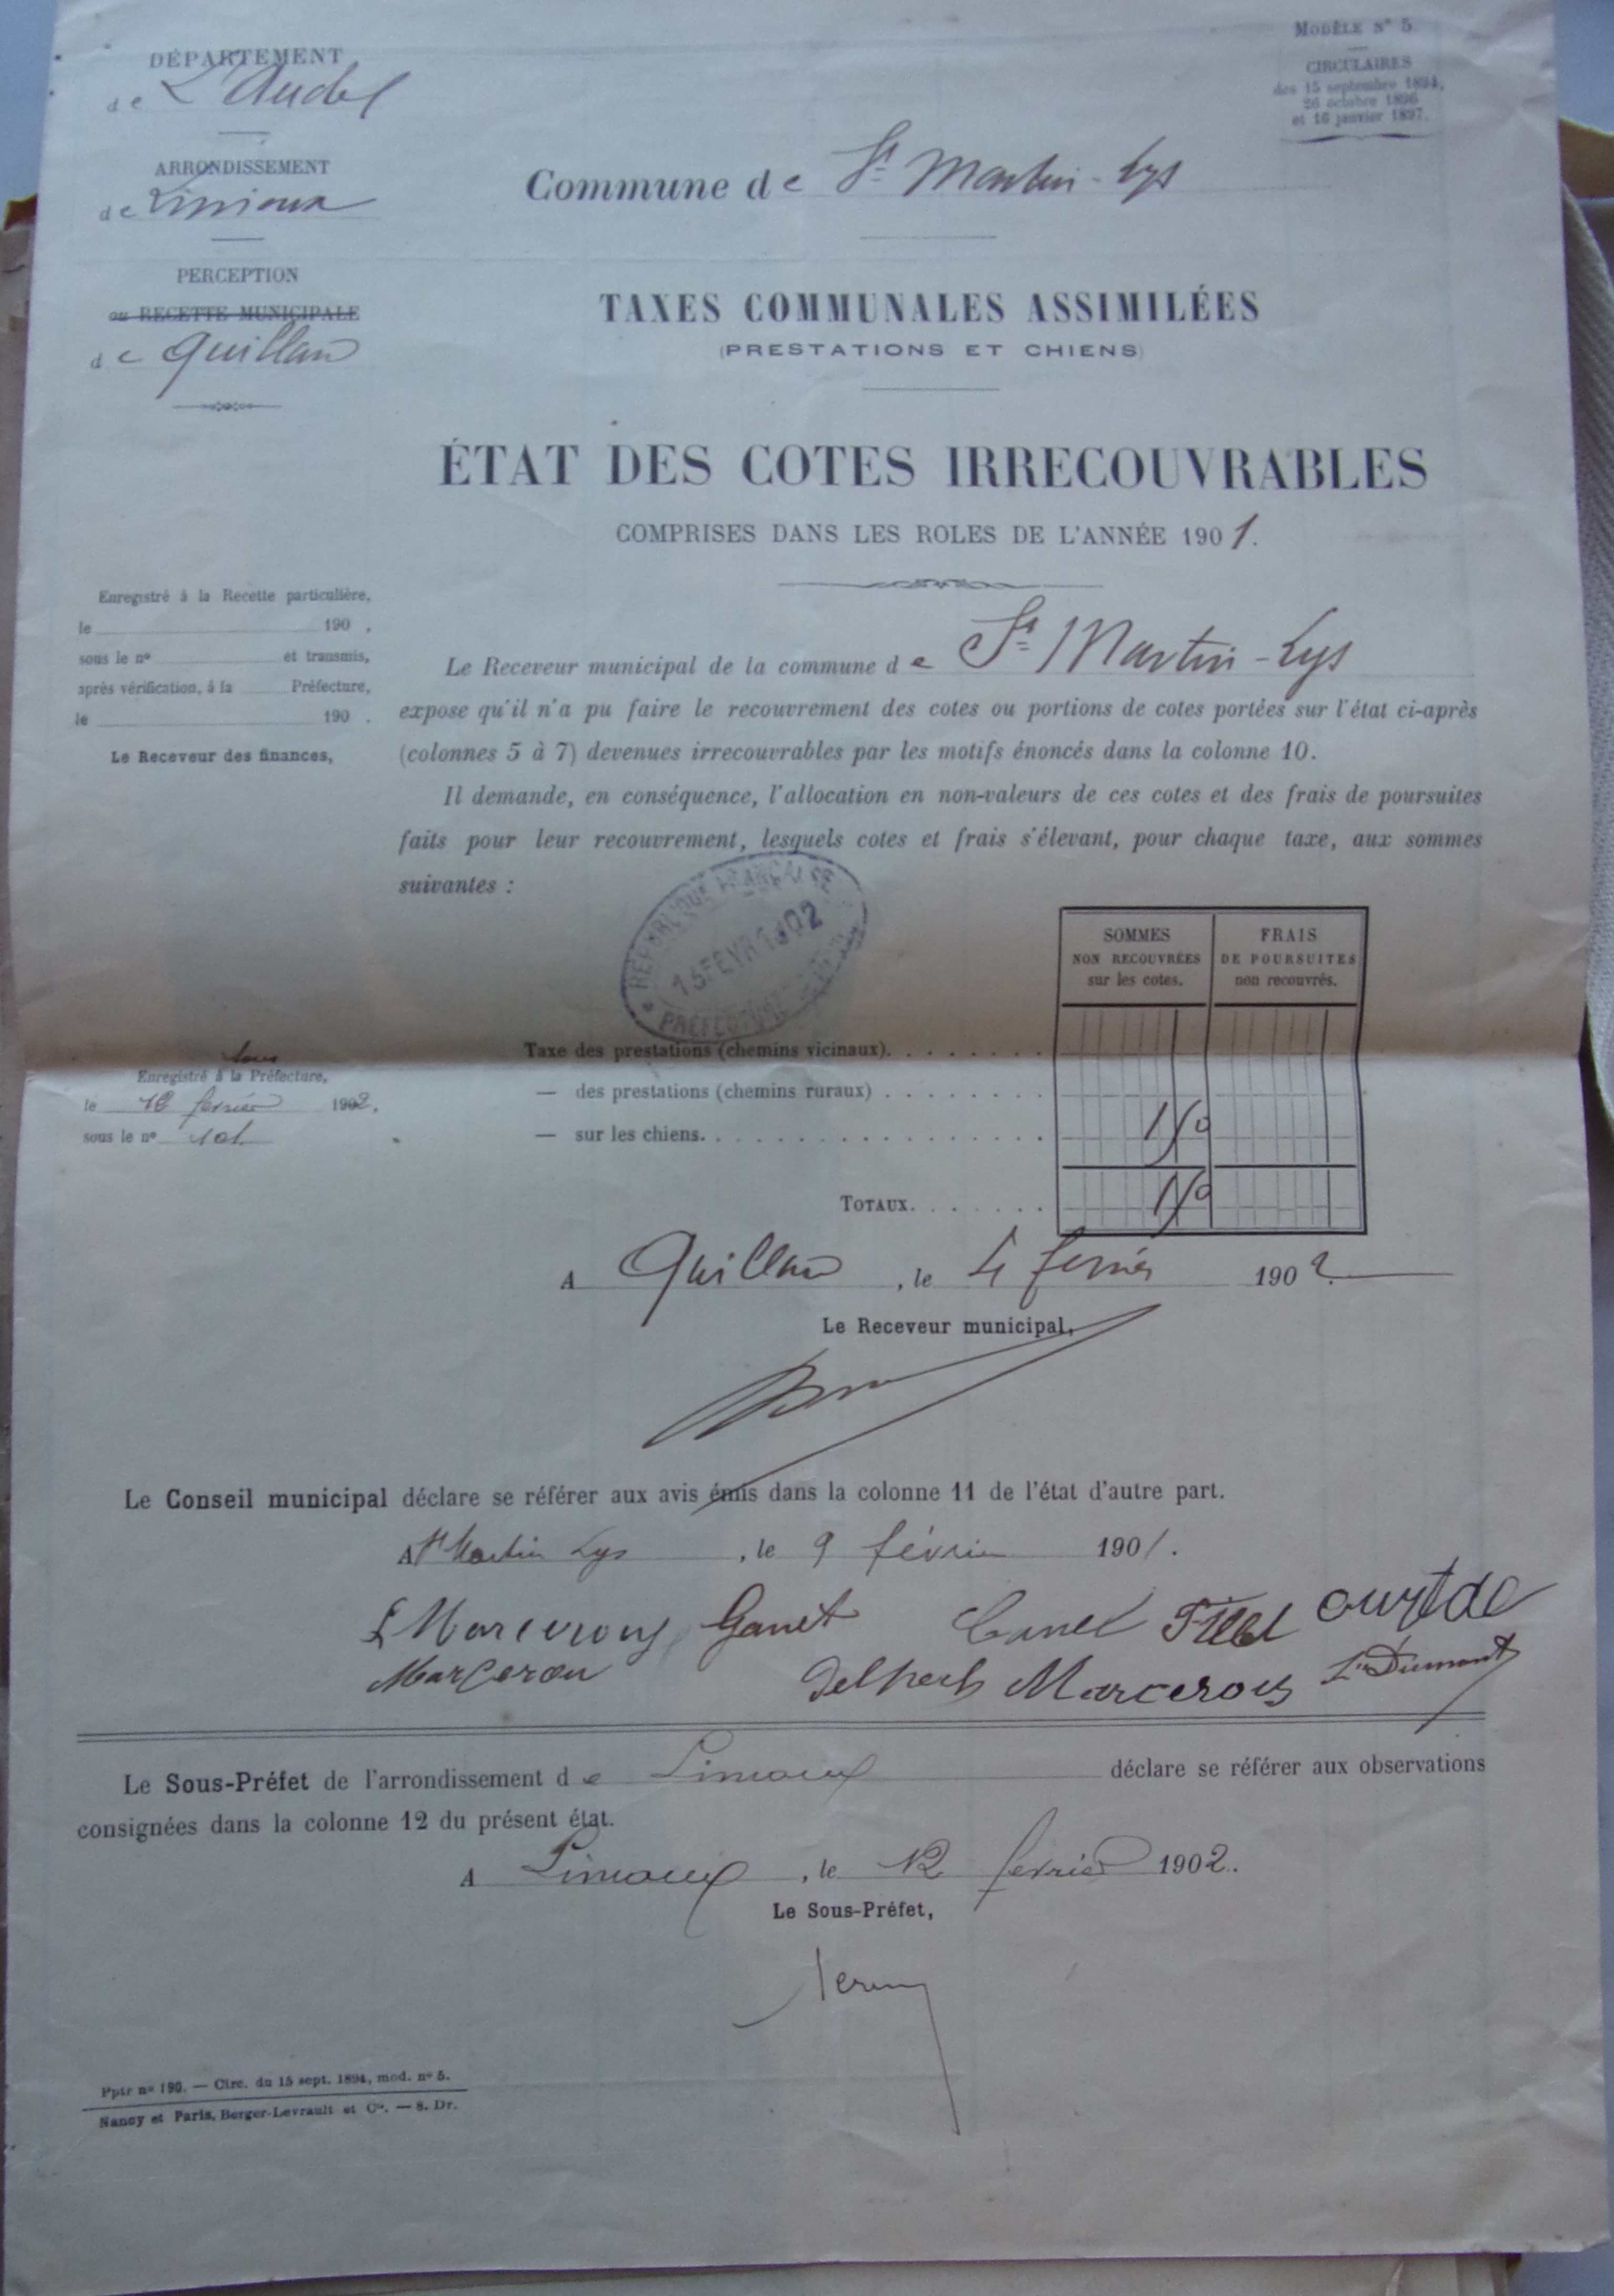 DÉPARTEMENT
de L'Aude
ARRONDISSEMENT
de Limoux
PERCEPTION
ou RECETTE MUNICIPALE
de Quillan
MODÈLE N° 5.
CIRCULAIRES
des 15 septembre 1894,
26 octobre 1896
et 16 janvier 1897.
Commune de St Martin-Lys
TAXES COMMUNALES ASSIMILÉES
(PRESTATIONS ET CHIENS)
ÉTAT DES COTES IRRECOUVRABLES
COMPRISES DANS LES ROLES DE L'ANNÉE 1901.
Enregistré à la Recette particulière,
le 190 ,
sous le n° et transmis,
après vérification, à la Préfecture,
le 190 .
Le Receveur des finances,
Le Receveur municipal de la commune de St Martin-Lys
expose qu'il n'a pu faire le recouvrement des cotes ou portions de cotes portées sur l'état ci-après
(colonnes 5 à 7) devenues irrecouvrables par les motifs énoncés dans la colonne 10.
Il demande, en conséquence, l'allocation en non-valeurs de ces cotes et des frais de poursuites
faits pour leur recouvrement, lesquels cotes et frais s'élevant, pour chaque taxe, aux sommes
suivantes :
RÉPUBLIQUE FRANÇAISE
13 FEVR 1902
PRÉFECTURE
SOMMES
NON RECOUVRÉES
sur les cotes.
FRAIS
DE POURSUITES
non recouvrés.
Taxe des prestations (chemins vicinaux).
— des prestations (chemins ruraux)
— sur les chiens. 1 50
TOTAUX. 1 50
Sous
Enregistré à la Préfecture,
le 10 fevrier 1902,
sous le n° 101
A Quillan, le 4 fevrier 1902.
Le Receveur municipal,
Le Conseil municipal déclare se référer aux avis émis dans la colonne 11 de l'état d'autre part.
A St Martin Lys, le 9 février 1901.
Marcerou Ganet Canel
Marcerou Delpech Marcerou Ls Dumont
Le Sous-Préfet de l'arrondissement de Limoux déclare se référer aux observations
consignées dans la colonne 12 du présent état.
A Limoux, le 12 fevrier 1902.
Le Sous-Préfet,
Pptr n° 190. — Circ. du 15 sept. 1894, mod. n° 5.
Nancy et Paris, Berger-Levrault et Cie. — 8. Dr.